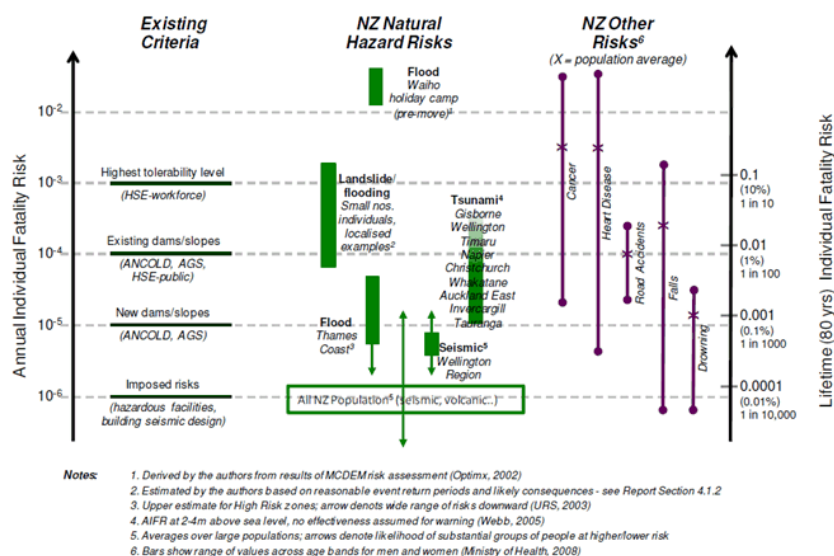 Existing
Criteria
NZ Natural
Hazard Risks
NZ Other
Risks6
(X = population average)
Annual Individual Fatality Risk
10-2
10-3
10-4
10-5
10-6
Highest tolerability level
(HSE-workforce)
Existing dams/slopes
(ANCOLD, AGS,
HSE-public)
New dams/slopes
(ANCOLD, AGS)
Imposed risks
(hazardous facilities,
building seismic design)
Flood
Waiho
holiday camp
(pre-move)1
Landslide/
flooding
Small nos.
individuals,
localised
examples2
Tsunami4
Gisborne
Wellington
Timaru
Napier
Christchurch
Whakatane
Auckland East
Invercargill
Tauranga
Flood
Thames
Coast3
Seismic5
Wellington
Region
All NZ Population5 (seismic, volcanic..)
Cancer
Heart Disease
Road Accidents
Falls
Drowning
0.1
(10%)
1 in 10
0.01
(1%)
1 in 100
0.001
(0.1%)
1 in 1000
0.0001
(0.01%)
1 in 10,000
Lifetime (80 yrs) Individual Fatality Risk
Notes:
1. Derived by the authors from results of MCDEM risk assessment (Optimx, 2002)
2. Estimated by the authors based on reasonable event return periods and likely consequences - see Report Section 4.1.2
3. Upper estimate for High Risk zones; arrow denots wide range of risks downward (URS, 2003)
4. AIFR at 2-4m above sea level, no effectiveness assumed for warning (Webb, 2005)
5. Averages over large populations; arrows denote likelihood of substantial groups of people at higher/lower risk
6. Bars show range of values across age bands for men and women (Ministry of Health, 2008)